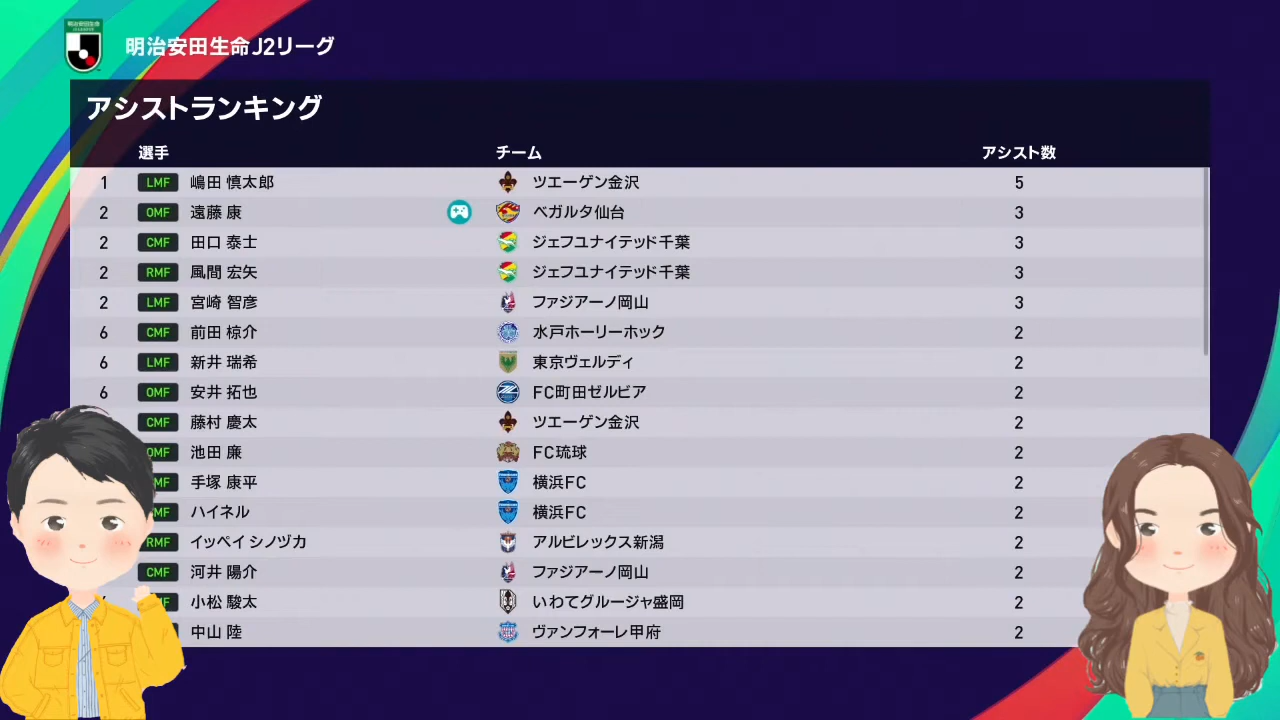 明治安田生命J2リーグ
アシストランキング
選手 チーム アシスト数
1 LMF 嶋田 慎太郎 ツエーゲン金沢 5
2 OMF 遠藤 康 ベガルタ仙台 3
2 CMF 田口 泰士 ジェフユナイテッド千葉 3
2 RMF 風間 宏矢 ジェフユナイテッド千葉 3
2 LMF 宮崎 智彦 ファジアーノ岡山 3
6 CMF 前田 椋介 水戸ホーリーホック 2
6 LMF 新井 瑞希 東京ヴェルディ 2
6 OMF 安井 拓也 FC町田ゼルビア 2
CMF 藤村 慶太 ツエーゲン金沢 2
OMF 池田 廉 FC琉球 2
MF 手塚 康平 横浜FC 2
MF ハイネル 横浜FC 2
RMF イッペイ シノヅカ アルビレックス新潟 2
CMF 河井 陽介 ファジアーノ岡山 2
小松 駿太 いわてグルージャ盛岡 2
中山 陸 ヴァンフォーレ甲府 2